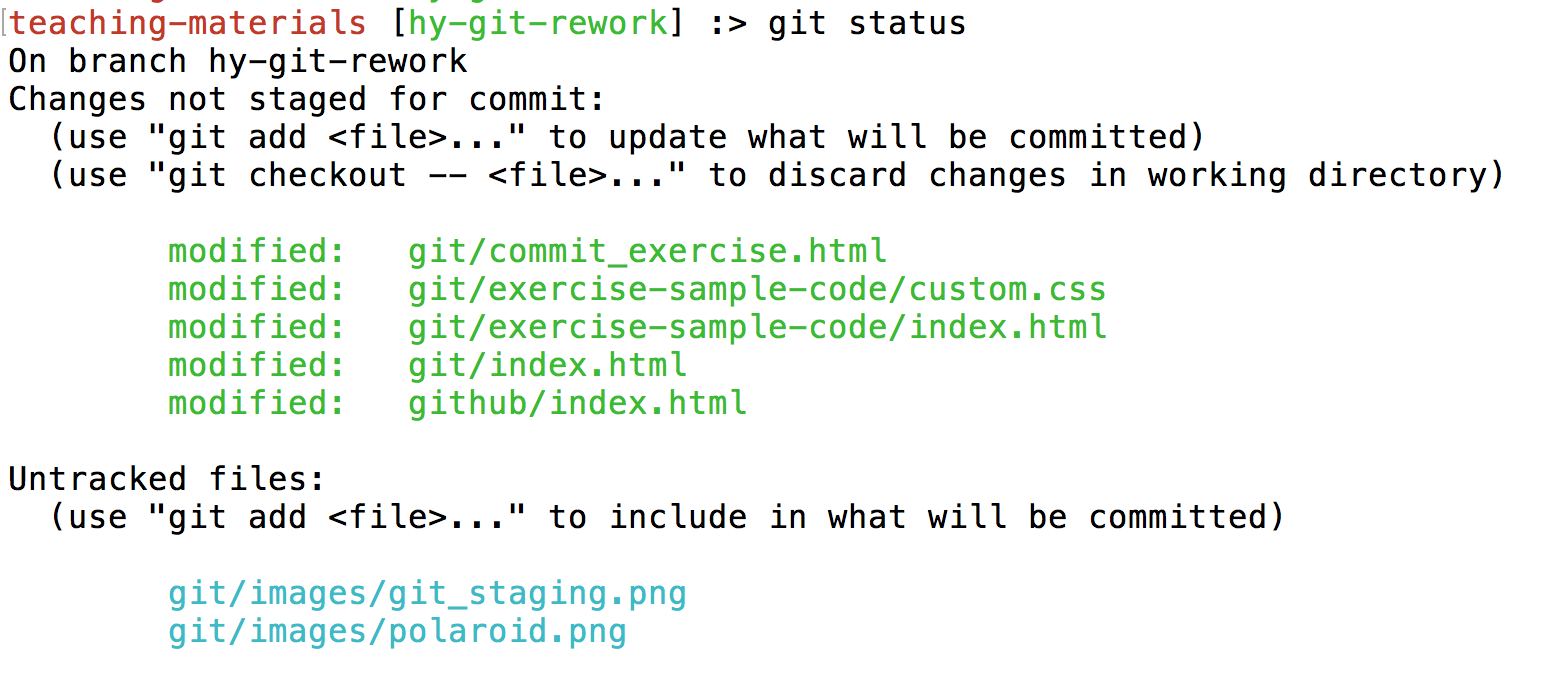 [teaching-materials [hy-git-rework] :> git status
On branch hy-git-rework
Changes not staged for commit:
  (use "git add <file>..." to update what will be committed)
  (use "git checkout -- <file>..." to discard changes in working directory)
        modified:   git/commit_exercise.html
        modified:   git/exercise-sample-code/custom.css
        modified:   git/exercise-sample-code/index.html
        modified:   git/index.html
        modified:   github/index.html
Untracked files:
  (use "git add <file>..." to include in what will be committed)
        git/images/git_staging.png
        git/images/polaroid.png